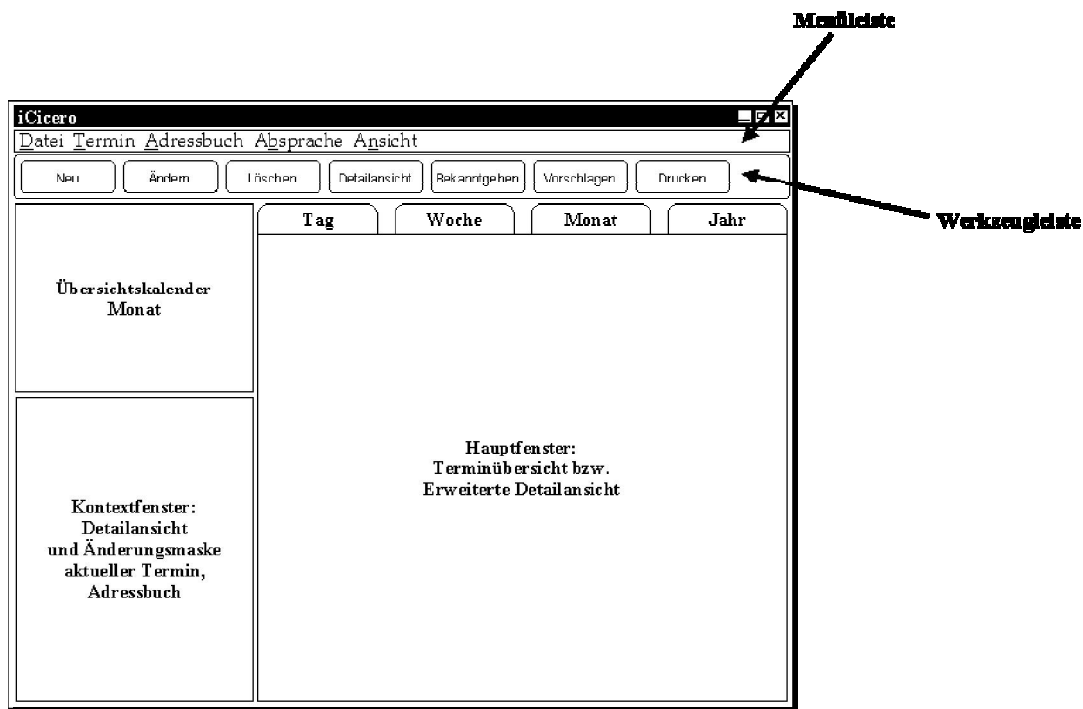 Menüleiste
iCicero
Datei Termin Adressbuch Absprache Ansicht
Neu Ändern Löschen Detailansicht Bekanntgeben Vorschlagen Drucken
Werkzeugleiste
Tag Woche Monat Jahr
Übersichtskalender
Monat
Hauptfenster:
Terminübersicht bzw.
Erweiterte Detailansicht
Kontextfenster:
Detailansicht
und Änderungsmaske
aktueller Termin,
Adressbuch